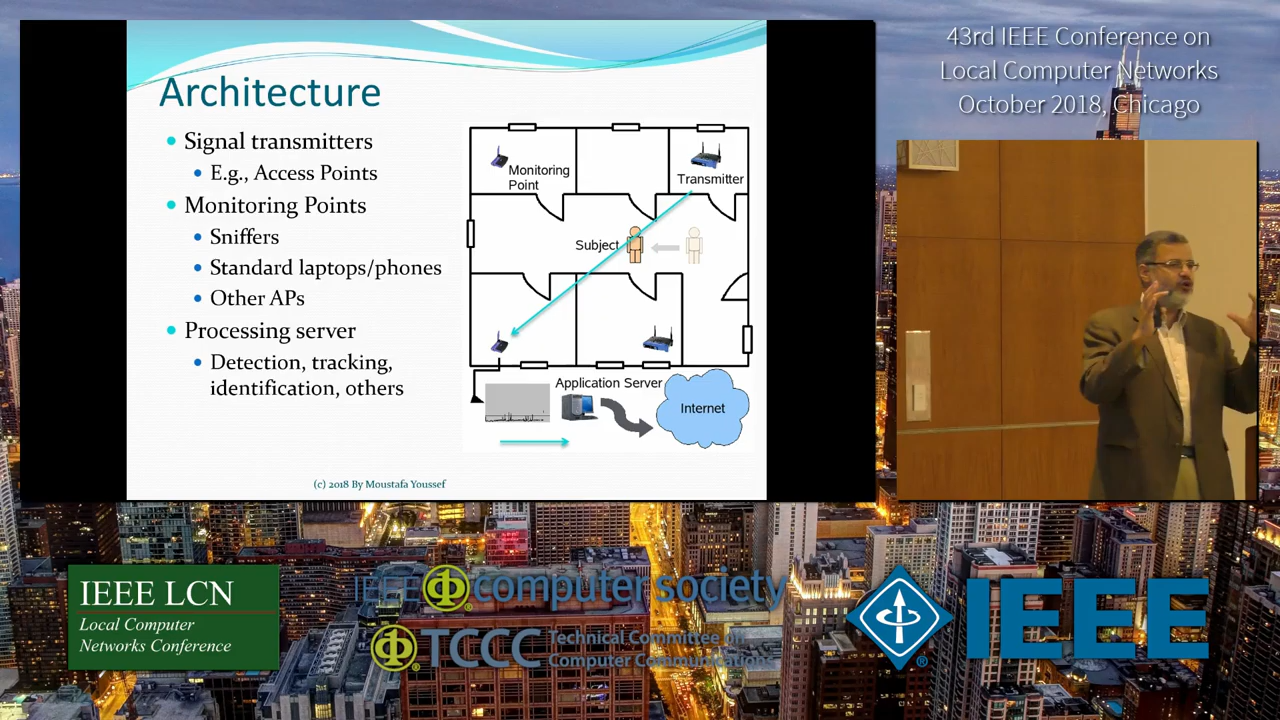 43rd IEEE Conference on
Local Computer Networks
October 2018, Chicago
Architecture
Signal transmitters
E.g., Access Points
Monitoring Points
Sniffers
Standard laptops/phones
Other APs
Processing server
Detection, tracking,
identification, others
Monitoring
Point
Transmitter
Subject
Application Server
Internet
(c) 2018 By Moustafa Youssef
IEEE LCN
Local Computer
Networks Conference
IEEE computer society
TCCC Technical Committee on
Computer Communications
IEEE